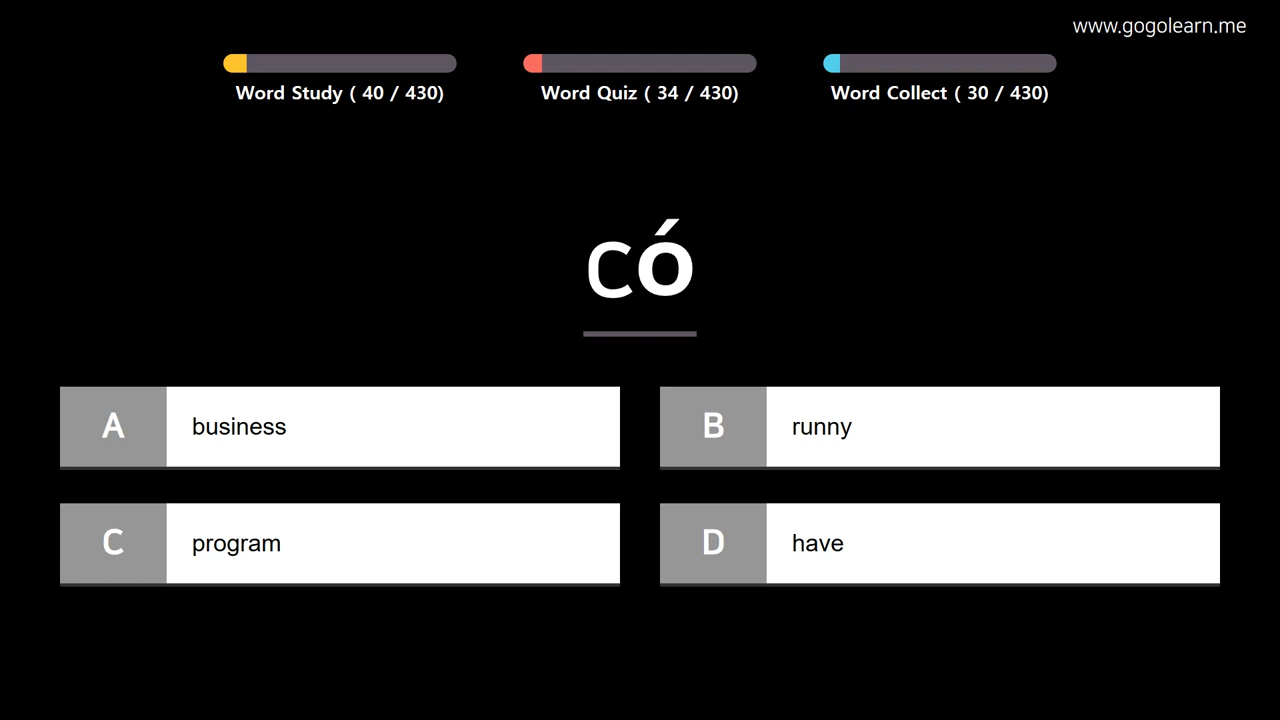 www.gogolearn.me
Word Study ( 40 / 430)
Word Quiz ( 34 / 430)
Word Collect ( 30 / 430)
có
A business
B runny
C program
D have